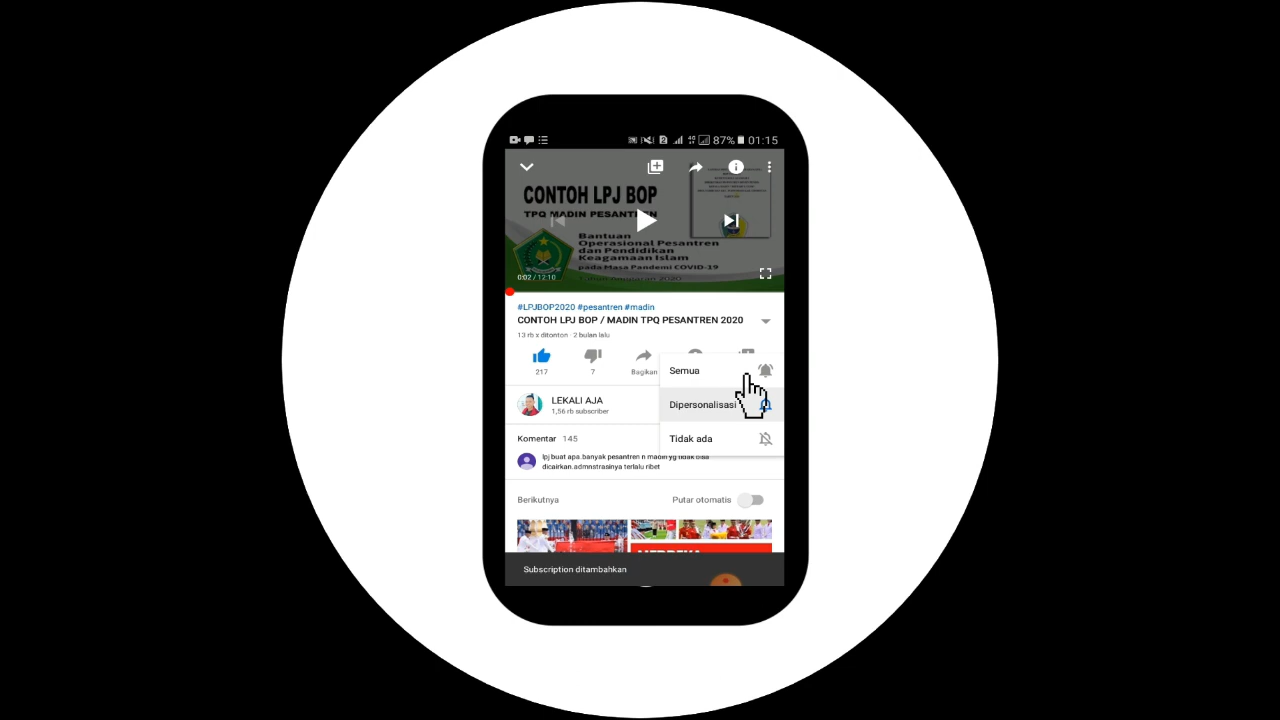 87% 01:15
CONTOH LPJ BOP
TPQ MADIN PESANTREN
Bantuan
Operasional Pesantren
dan Pendidikan
Keagamaan Islam
pada Masa Pandemi COVID-19
0:02 / 12:10
#LPJBOP2020 #pesantren #madin
CONTOH LPJ BOP / MADIN TPQ PESANTREN 2020
13 rb x ditonton · 2 bulan lalu
217
7
Bagikan
Semua
Dipersonalisasi
Tidak ada
LEKALI AJA
1,56 rb subscriber
Komentar 145
lpj buat apa.banyak pesantren n madin yg tidak bisa
dicairkan.admnstrasinya terlalu ribet
Berikutnya
Putar otomatis
MERDEKA
Subscription ditambahkan